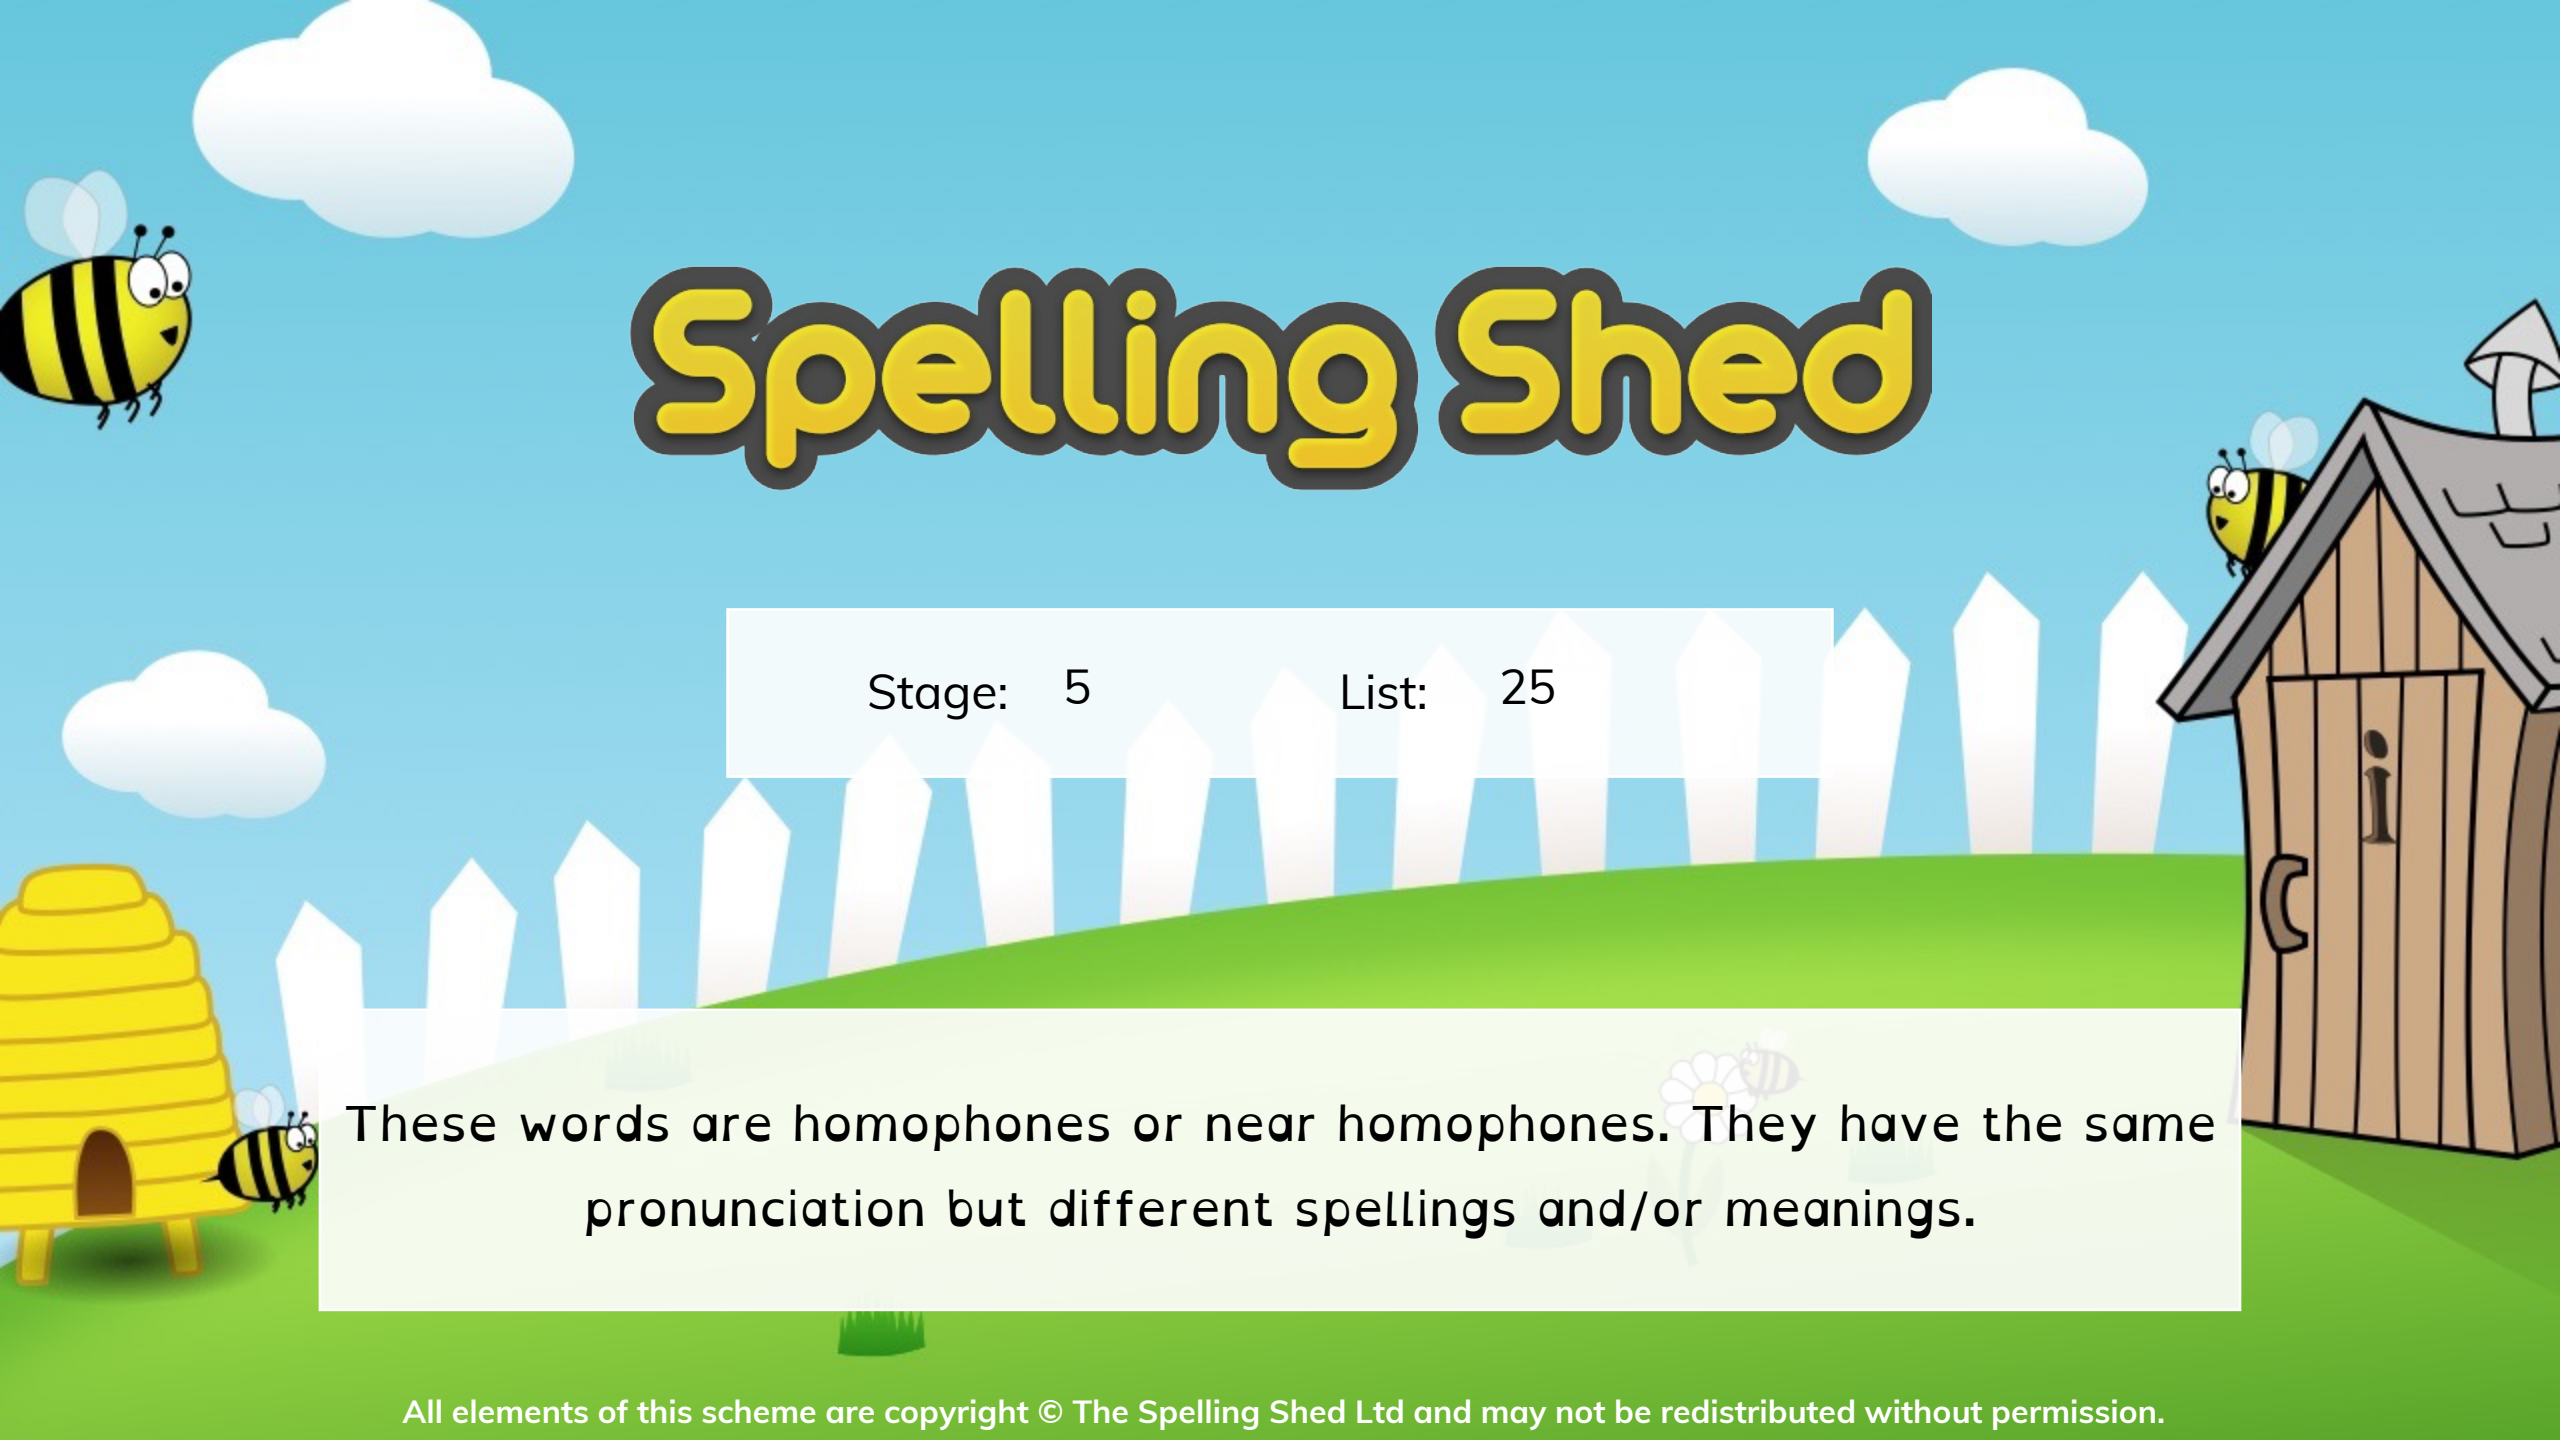 Spelling Shed
Stage: 5 List: 25
i
These words are homophones or near homophones. They have the same
pronunciation but different spellings and/or meanings.
All elements of this scheme are copyright © The Spelling Shed Ltd and may not be redistributed without permission.